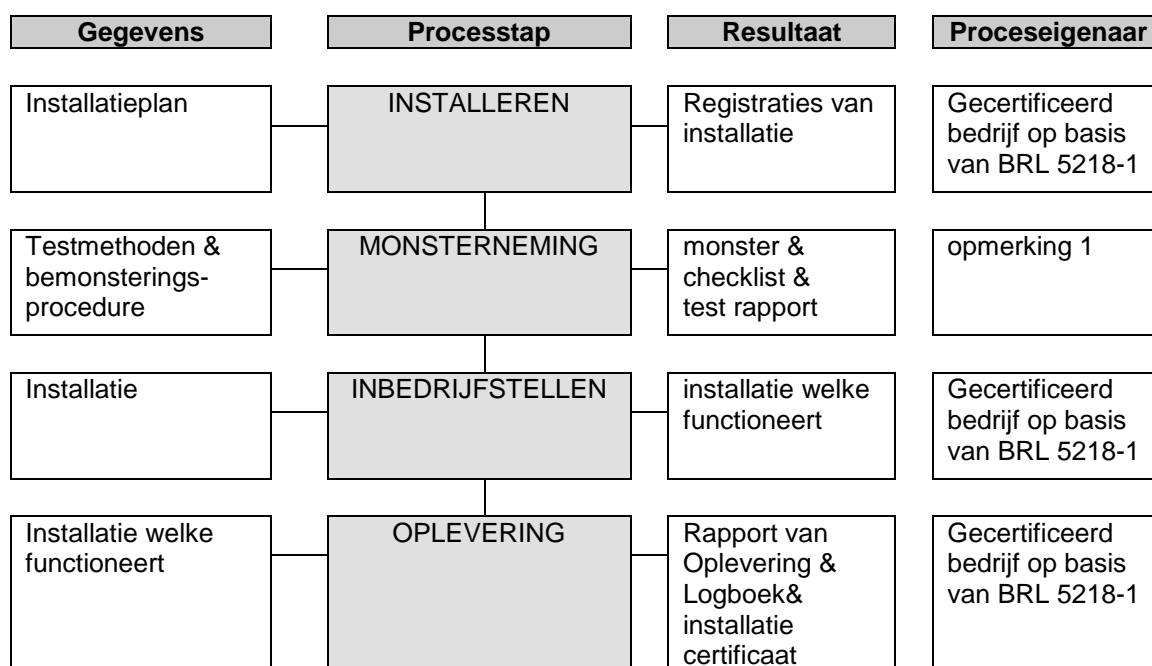 Gegevens
Processtap
Resultaat
Proceseigenaar
Installatieplan
INSTALLEREN
Registraties van
installatie
Gecertificeerd
bedrijf op basis
van BRL 5218-1
Testmethoden &
bemonsterings-
procedure
MONSTERNEMING
monster &
checklist &
test rapport
opmerking 1
Installatie
INBEDRIJFSTELLEN
installatie welke
functioneert
Gecertificeerd
bedrijf op basis
van BRL 5218-1
Installatie welke
functioneert
OPLEVERING
Rapport van
Oplevering &
Logboek&
installatie
certificaat
Gecertificeerd
bedrijf op basis
van BRL 5218-1